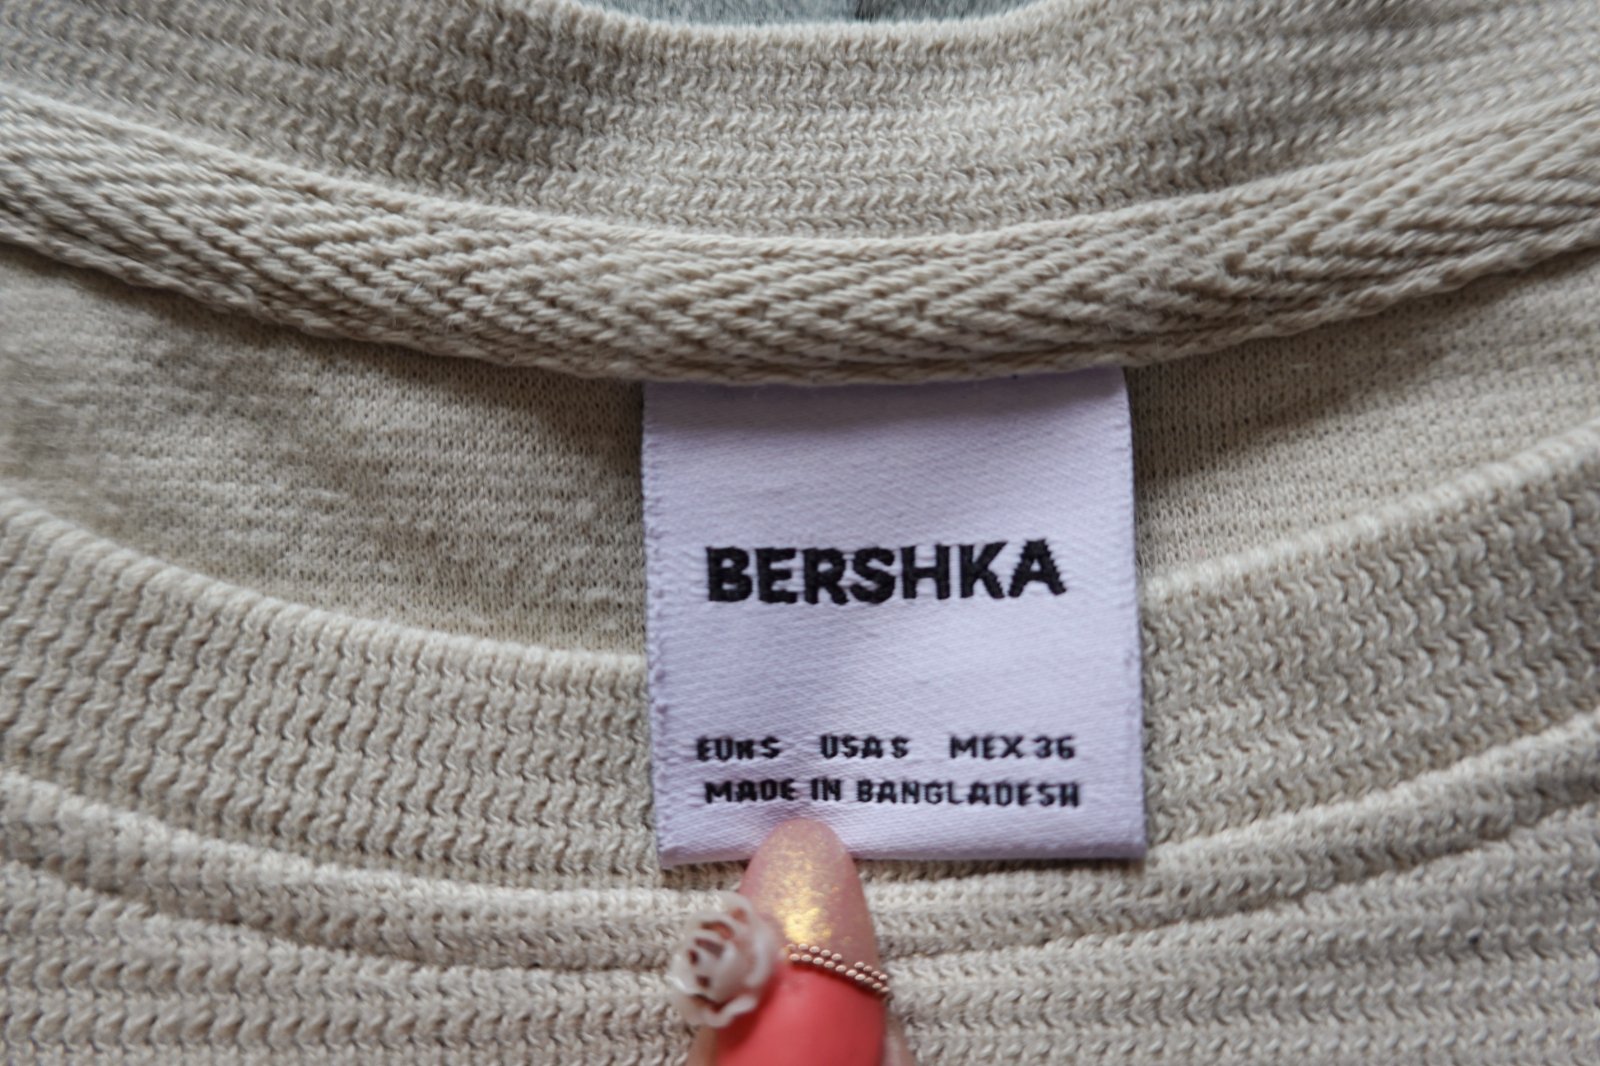 BERSHKA
EUR S USA S MEX 36
MADE IN BANGLADESH